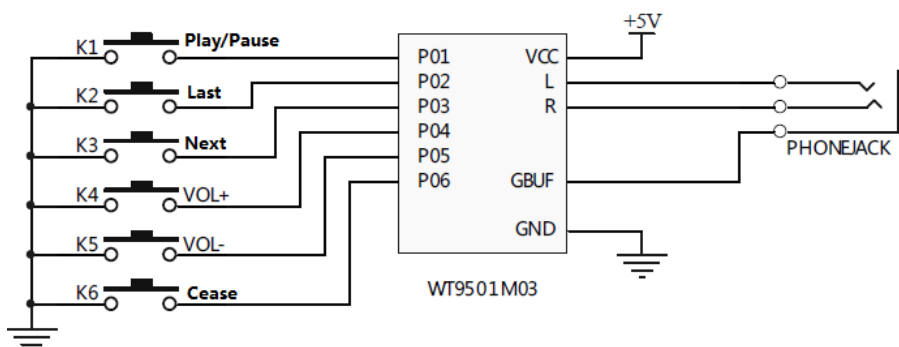 +5V
K1 Play/Pause
P01 VCC
K2 Last
P02 L
P03 R
K3 Next
P04
PHONEJACK
P05
K4 VOL+
P06 GBUF
GND
K5 VOL-
K6 Cease
WT9501M03